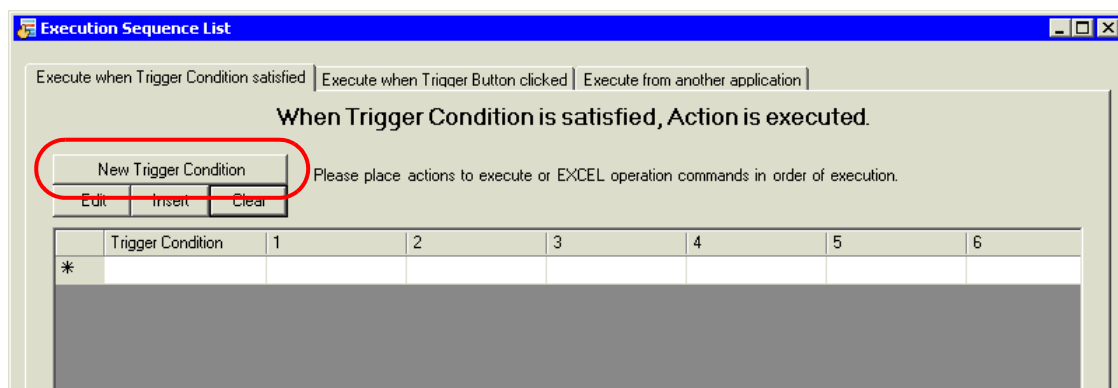 Execution Sequence List
Execute when Trigger Condition satisfied Execute when Trigger Button clicked Execute from another application
When Trigger Condition is satisfied, Action is executed.
New Trigger Condition
Please place actions to execute or EXCEL operation commands in order of execution.
Edit Insert Clear
Trigger Condition 1 2 3 4 5 6
*